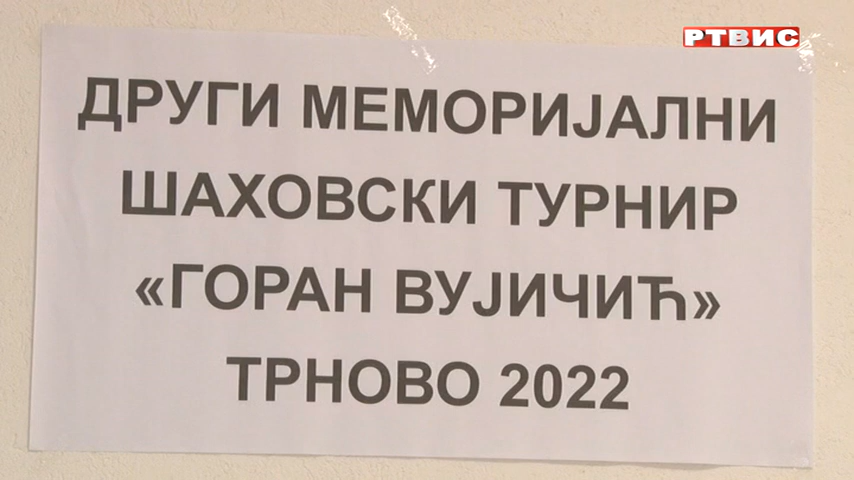 РТВИС
ДРУГИ МЕМОРИЈАЛНИ
ШАХОВСКИ ТУРНИР
«ГОРАН ВУЈИЧИЋ»
ТРНОВО 2022